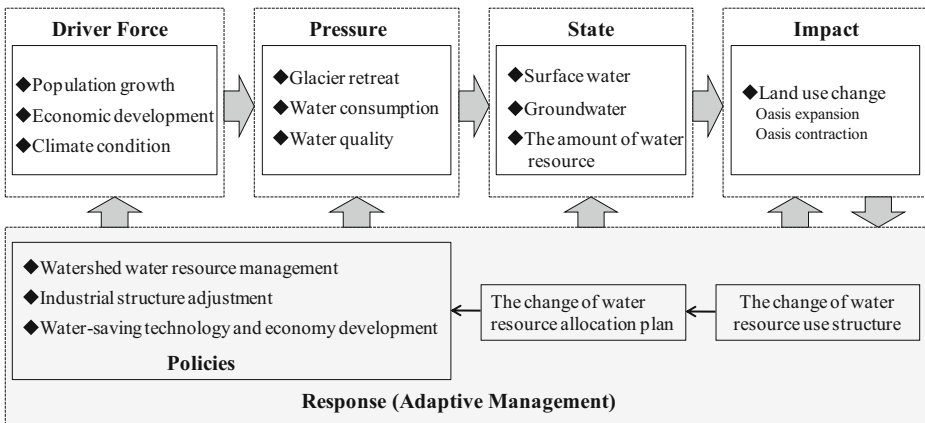 Driver Force
◆Population growth
◆Economic development
◆Climate condition
Pressure
◆Glacier retreat
◆Water consumption
◆Water quality
State
◆Surface water
◆Groundwater
◆The amount of water
resource
Impact
◆Land use change
Oasis expansion
Oasis contraction
◆Watershed water resource management
◆Industrial structure adjustment
◆Water-saving technology and economy development
Policies
The change of water
resource allocation plan
The change of water
resource use structure
Response (Adaptive Management)